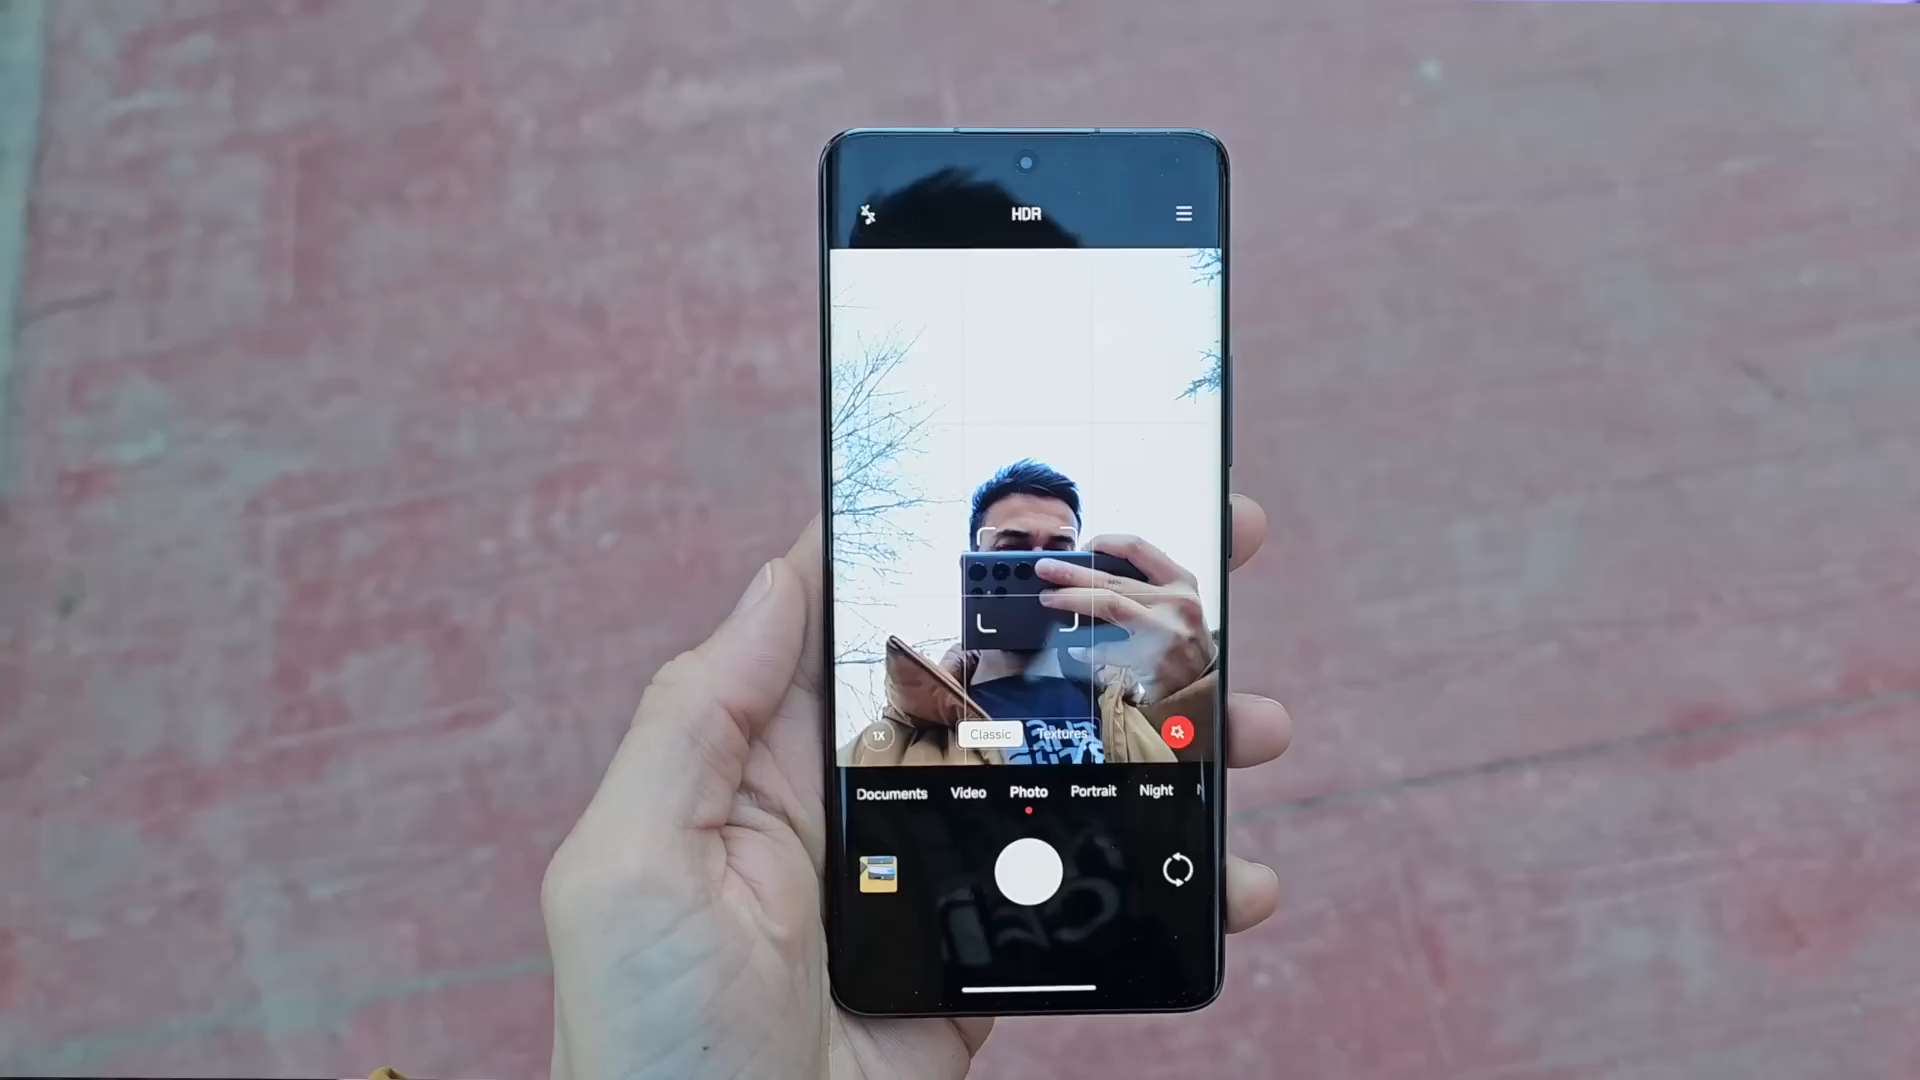 HDR
1X
Classic Textures
Documents Video Photo Portrait Night